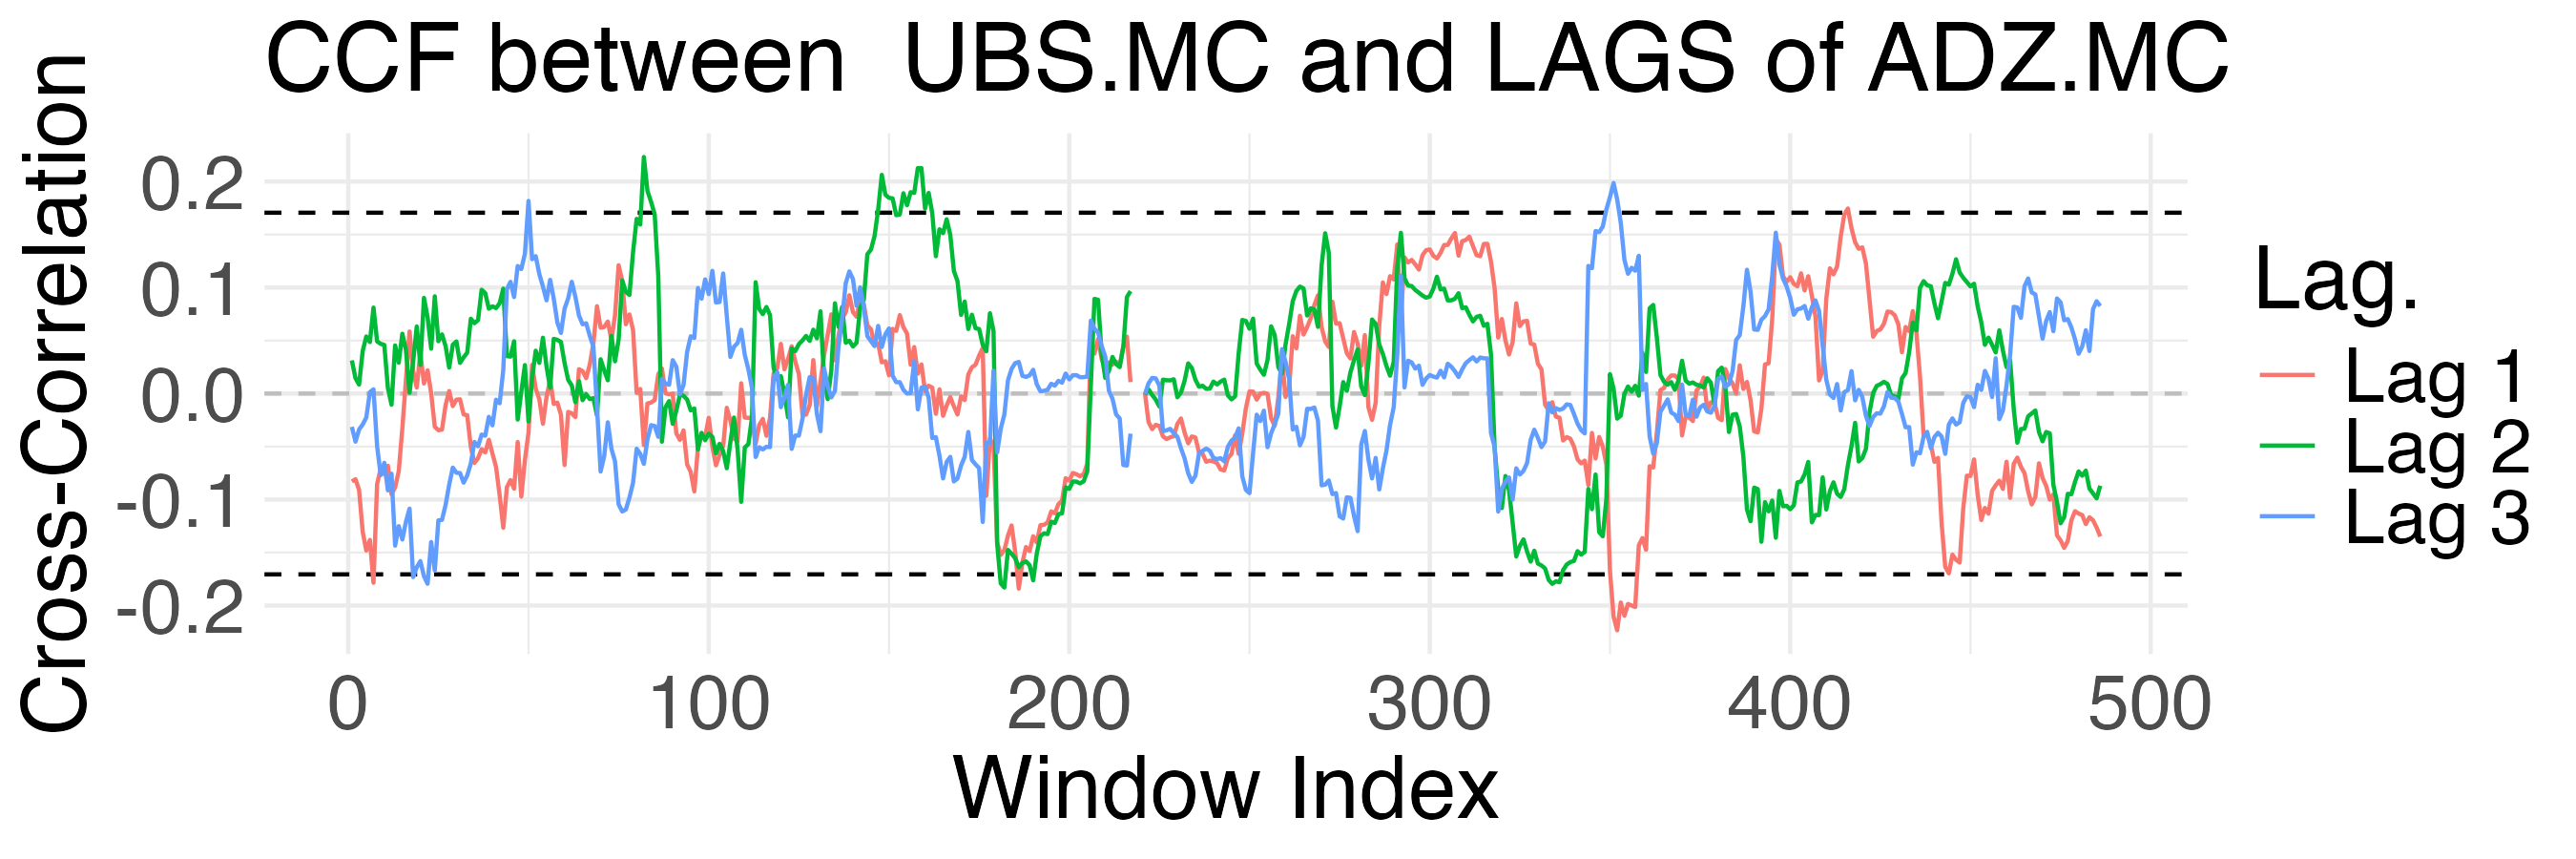 CCF between  UBS.MC and LAGS of ADZ.MC
Cross-Correlation
0.2
0.1
0.0
-0.1
-0.2
0 100 200 300 400 500
Window Index
Lag.
Lag 1
Lag 2
Lag 3